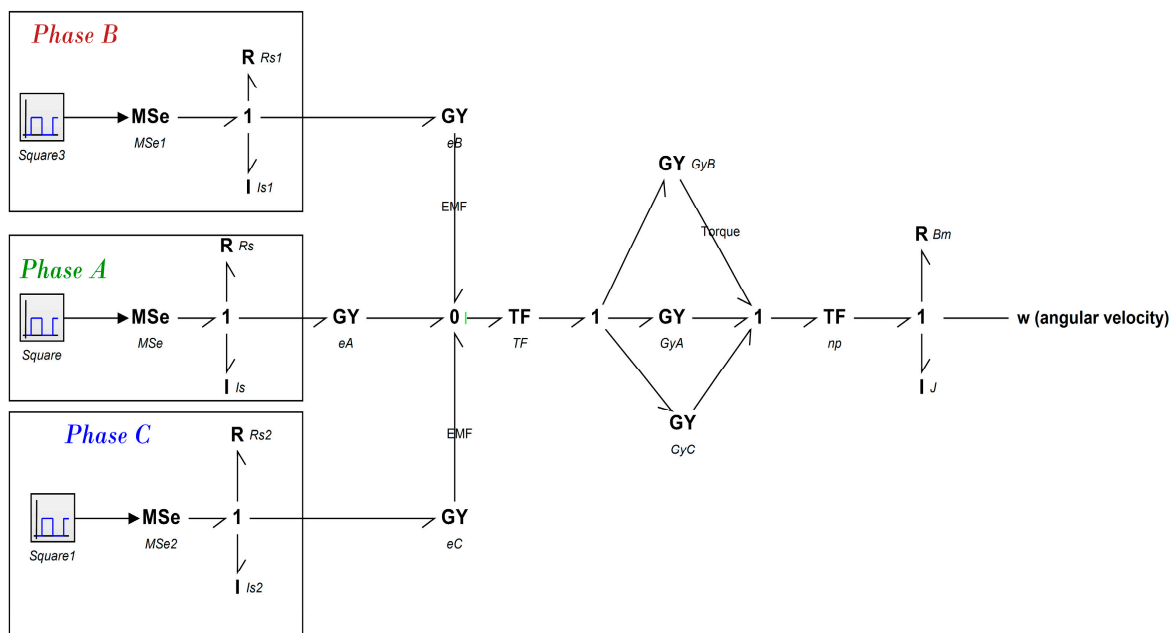 Phase B
R Rs1
MSe
1
GY
Square3
MSe1
eB
I Is1
EMF
GY GyB
Torque
Phase A
R Rs
R Bm
MSe
1
GY
0
TF
1
GY
1
TF
1
w (angular velocity)
Square
MSe
eA
TF
GyA
np
I Is
I J
Phase C
R Rs2
EMF
GY
GyC
MSe
1
GY
Square1
MSe2
eC
I Is2